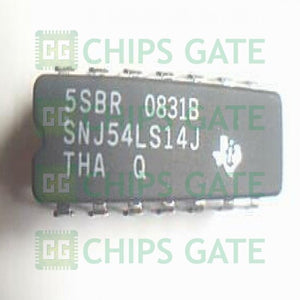 CHIPS GATE
5SBR 0831B
SNJ54LS14J
THA Q
CHIPS GATE
CHIPS GATE